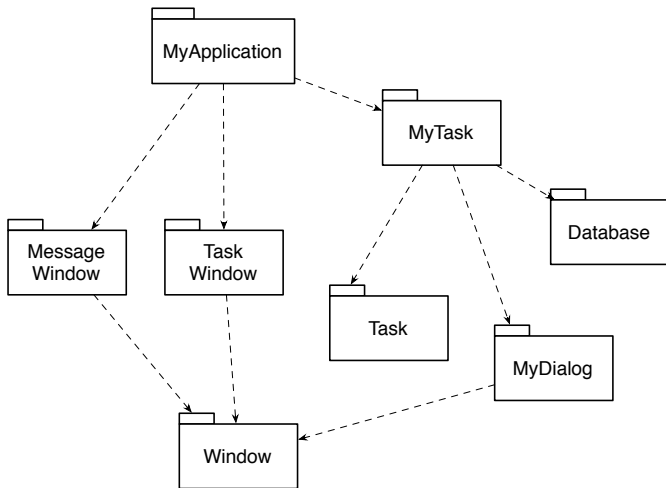 MyApplication
MyTask
Message
Window
Task
Window
Database
Task
MyDialog
Window